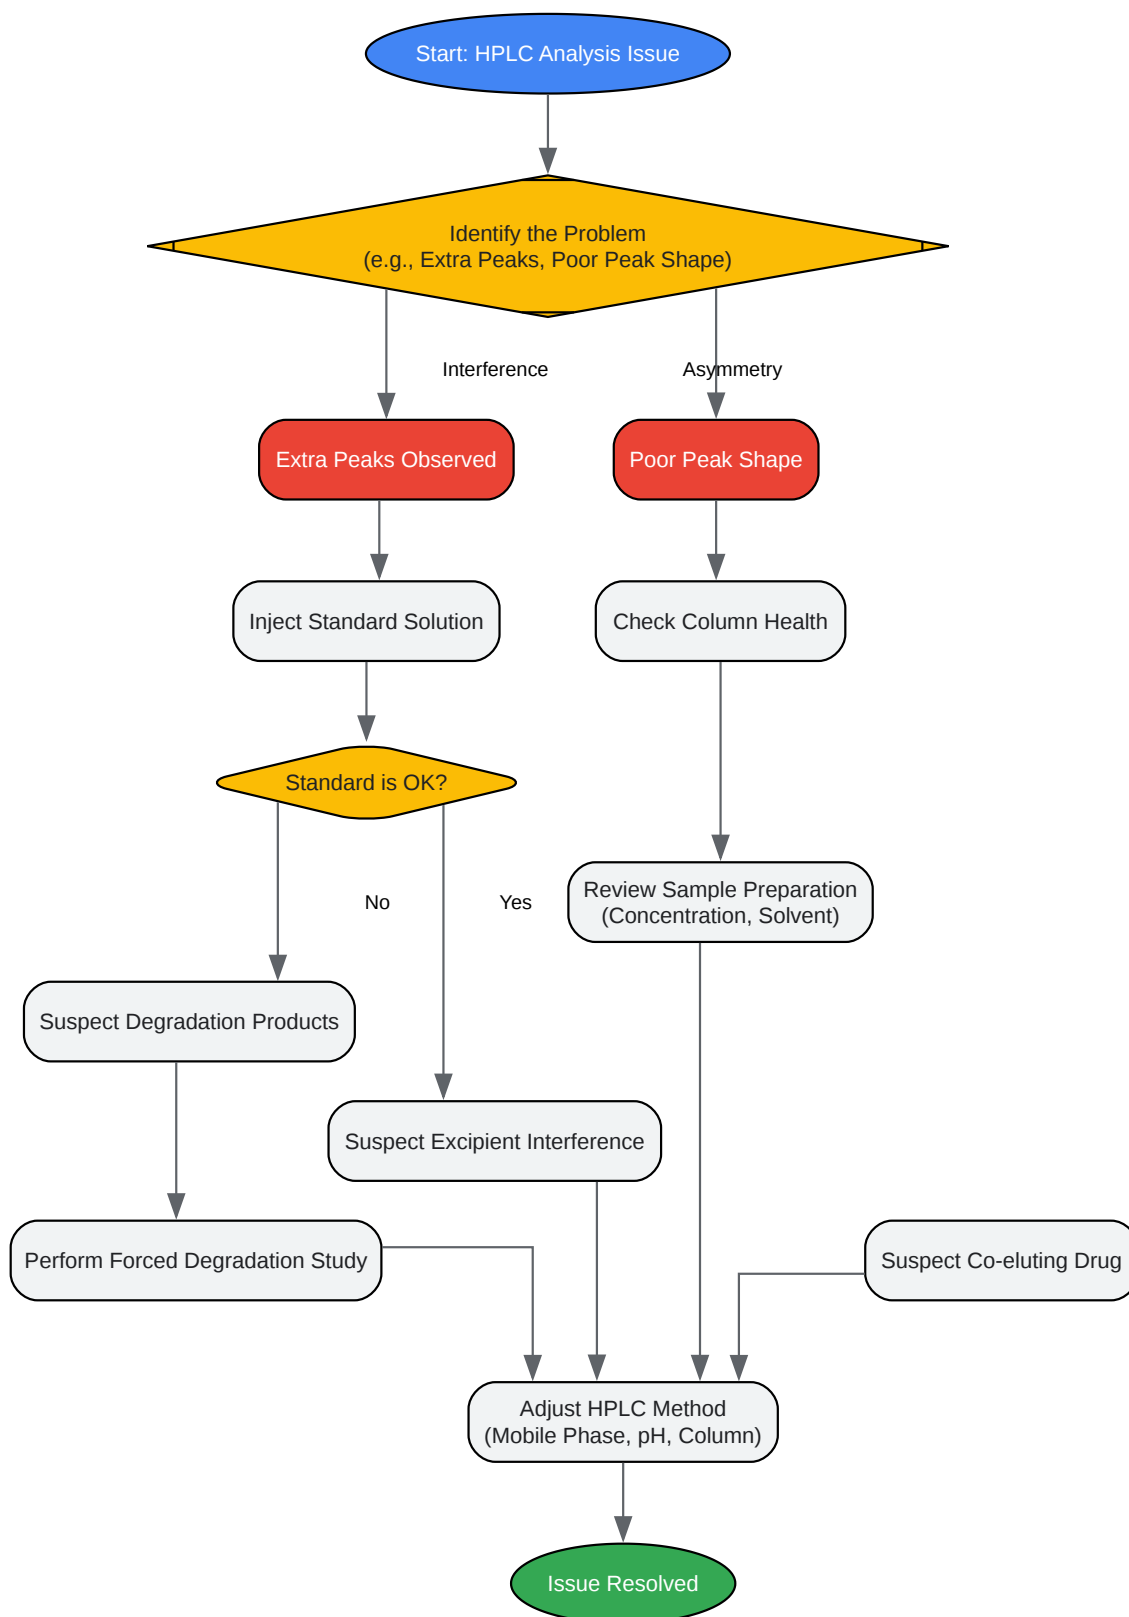 Start: HPLC Analysis Issue
Identify the Problem
(e.g., Extra Peaks, Poor Peak Shape)
Interference
Asymmetry
Extra Peaks Observed
Poor Peak Shape
Inject Standard Solution
Check Column Health
Standard is OK?
No
Yes
Review Sample Preparation
(Concentration, Solvent)
Suspect Degradation Products
Suspect Excipient Interference
Perform Forced Degradation Study
Suspect Co-eluting Drug
Adjust HPLC Method
(Mobile Phase, pH, Column)
Issue Resolved